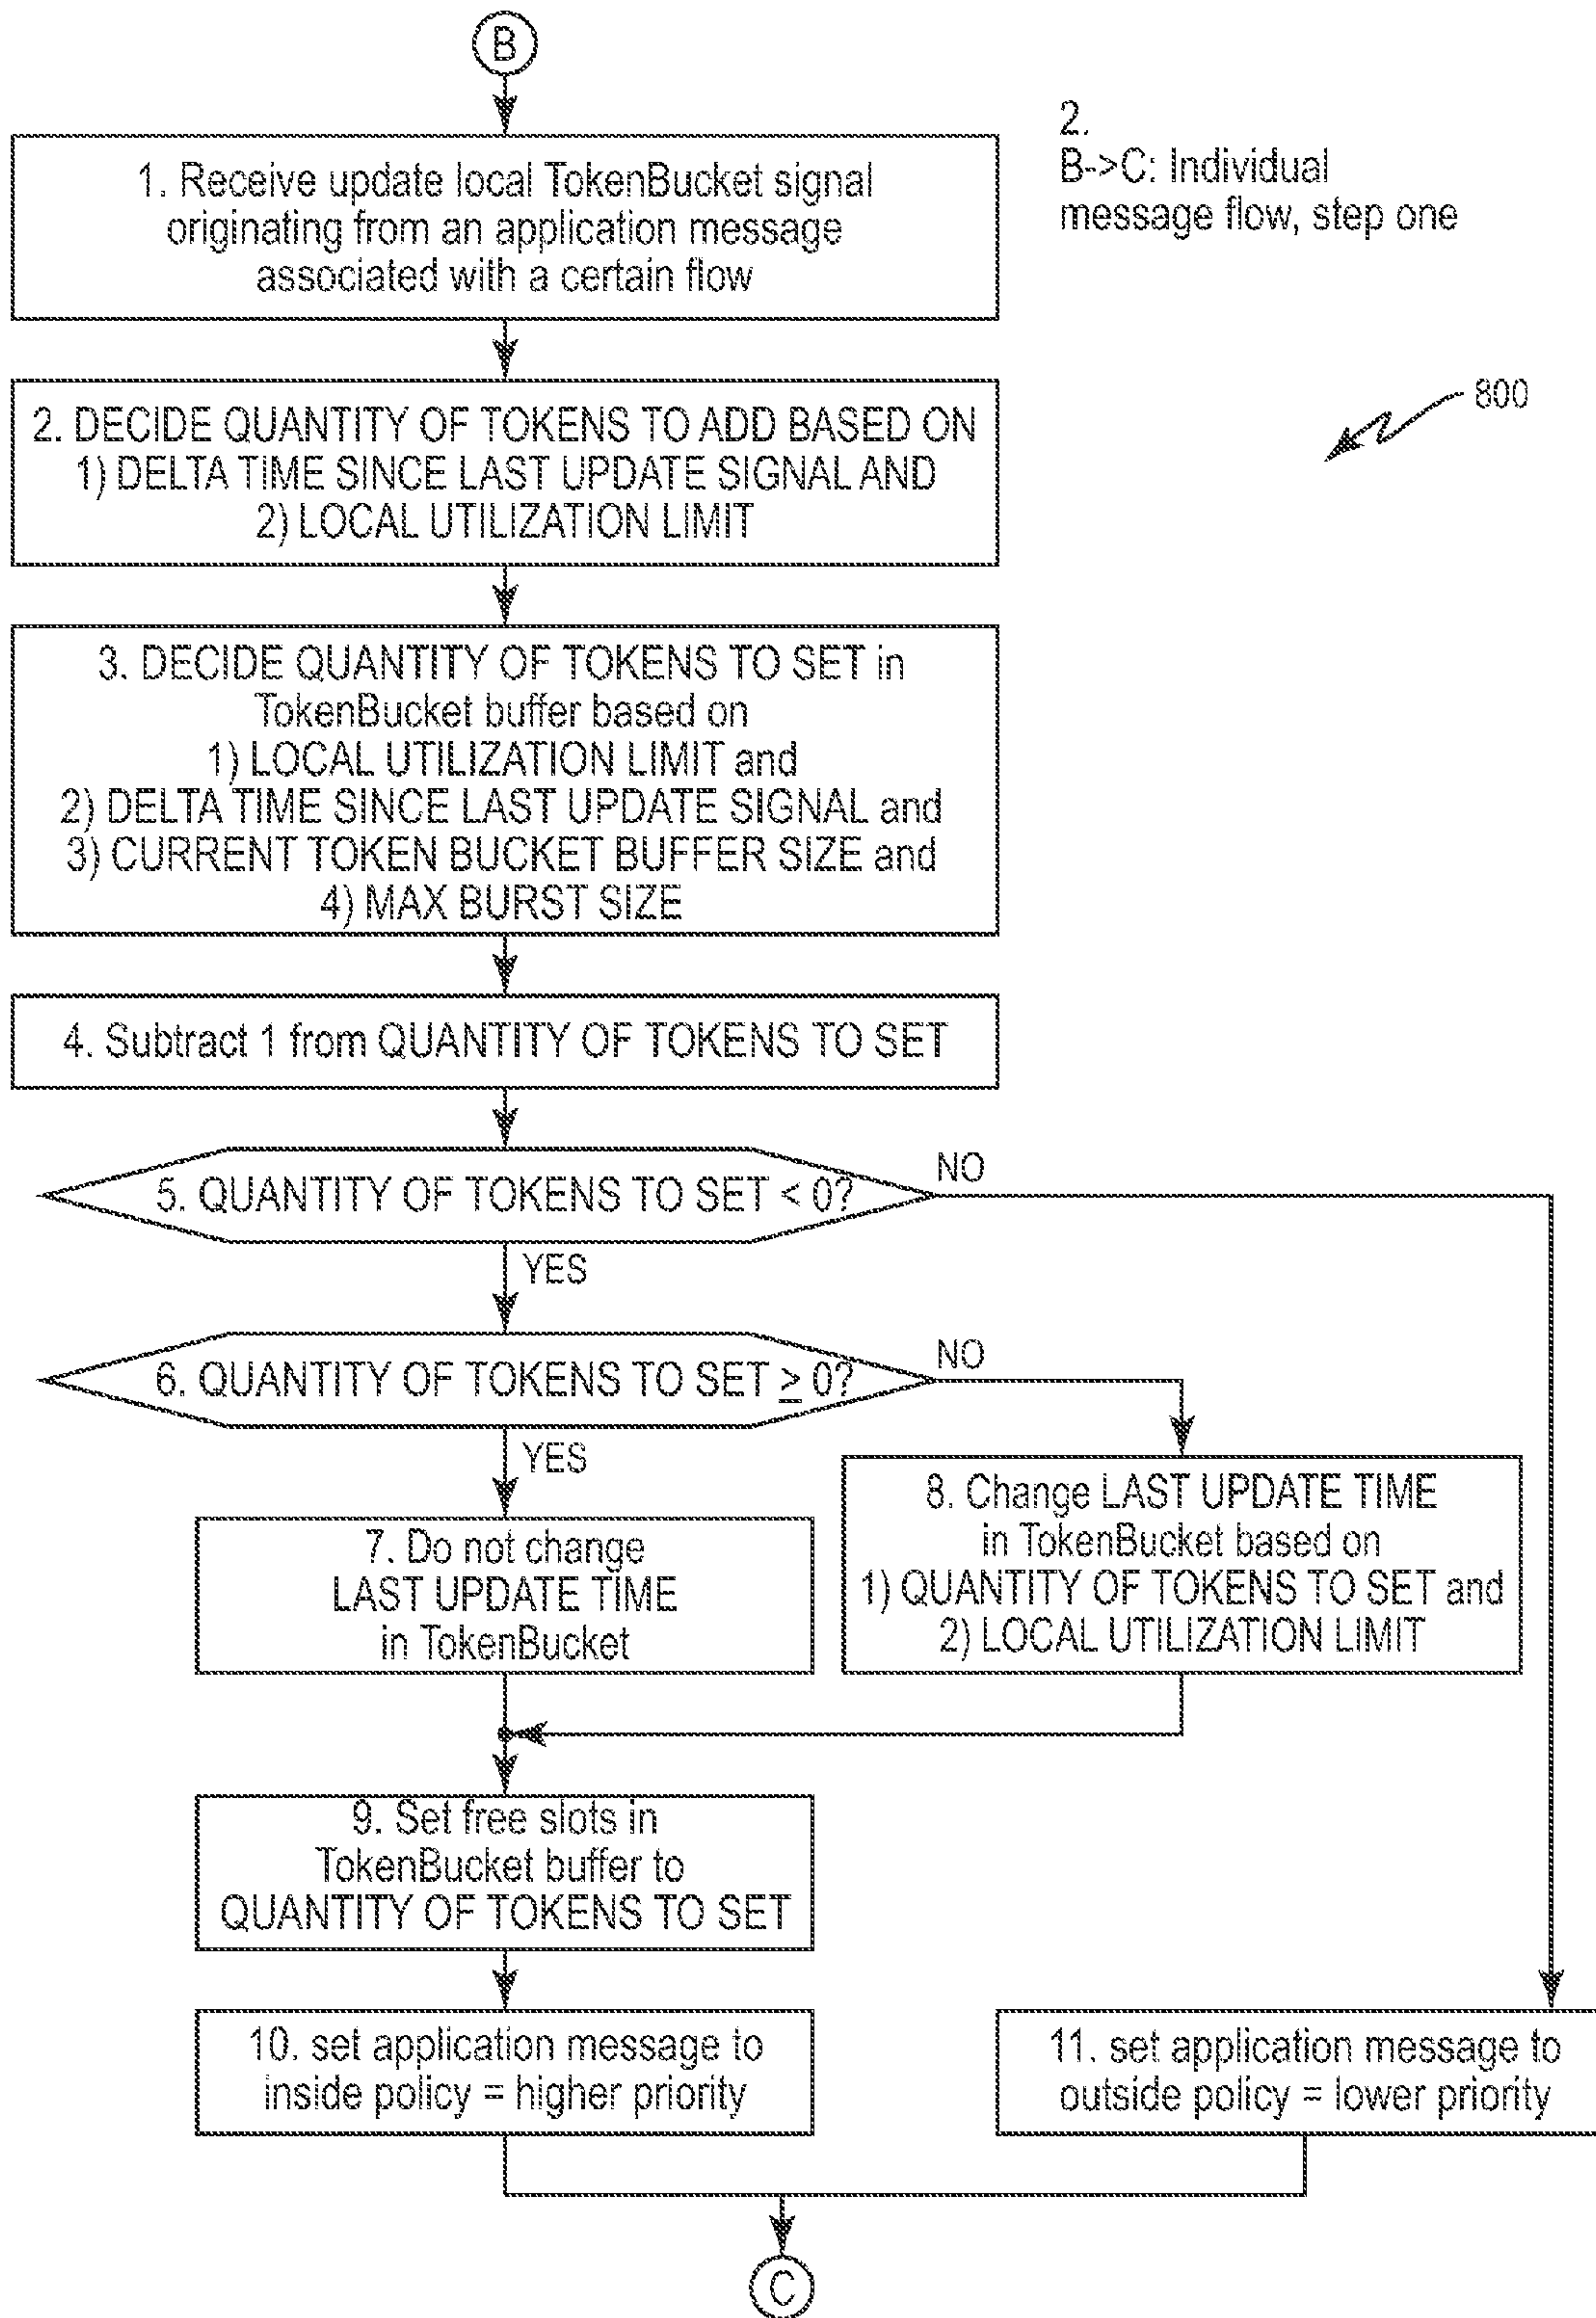 B
2.
B->C: Individual
message flow, step one
1. Receive update local TokenBucket signal
originating from an application message
associated with a certain flow
800
2. DECIDE QUANTITY OF TOKENS TO ADD BASED ON
1) DELTA TIME SINCE LAST UPDATE SIGNAL AND
2) LOCAL UTILIZATION LIMIT
3. DECIDE QUANTITY OF TOKENS TO SET in
TokenBucket buffer based on
1) LOCAL UTILIZATION LIMIT and
2) DELTA TIME SINCE LAST UPDATE SIGNAL and
3) CURRENT TOKEN BUCKET BUFFER SIZE and
4) MAX BURST SIZE
4. Subtract 1 from QUANTITY OF TOKENS TO SET
5. QUANTITY OF TOKENS TO SET < 0?
NO
YES
6. QUANTITY OF TOKENS TO SET ≥ 0?
NO
YES
7. Do not change
LAST UPDATE TIME
in TokenBucket
8. Change LAST UPDATE TIME
in TokenBucket based on
1) QUANTITY OF TOKENS TO SET and
2) LOCAL UTILIZATION LIMIT
9. Set free slots in
TokenBucket buffer to
QUANTITY OF TOKENS TO SET
10. set application message to
inside policy = higher priority
11. set application message to
outside policy = lower priority
C